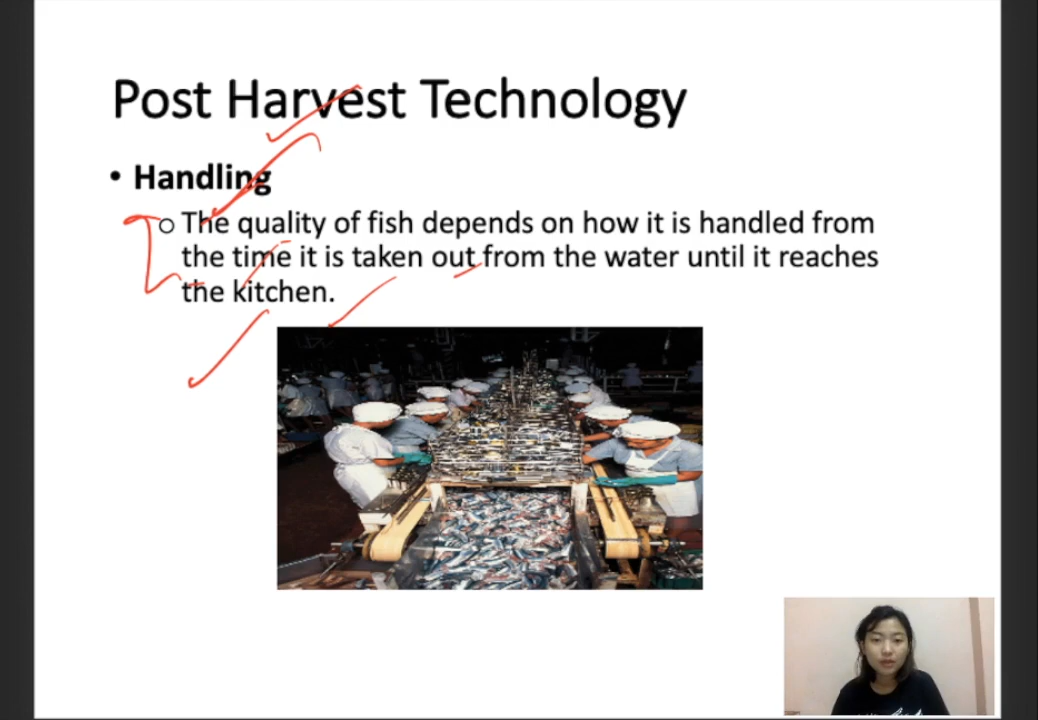 Post Harvest Technology
• Handling
o The quality of fish depends on how it is handled from
the time it is taken out from the water until it reaches
the kitchen.